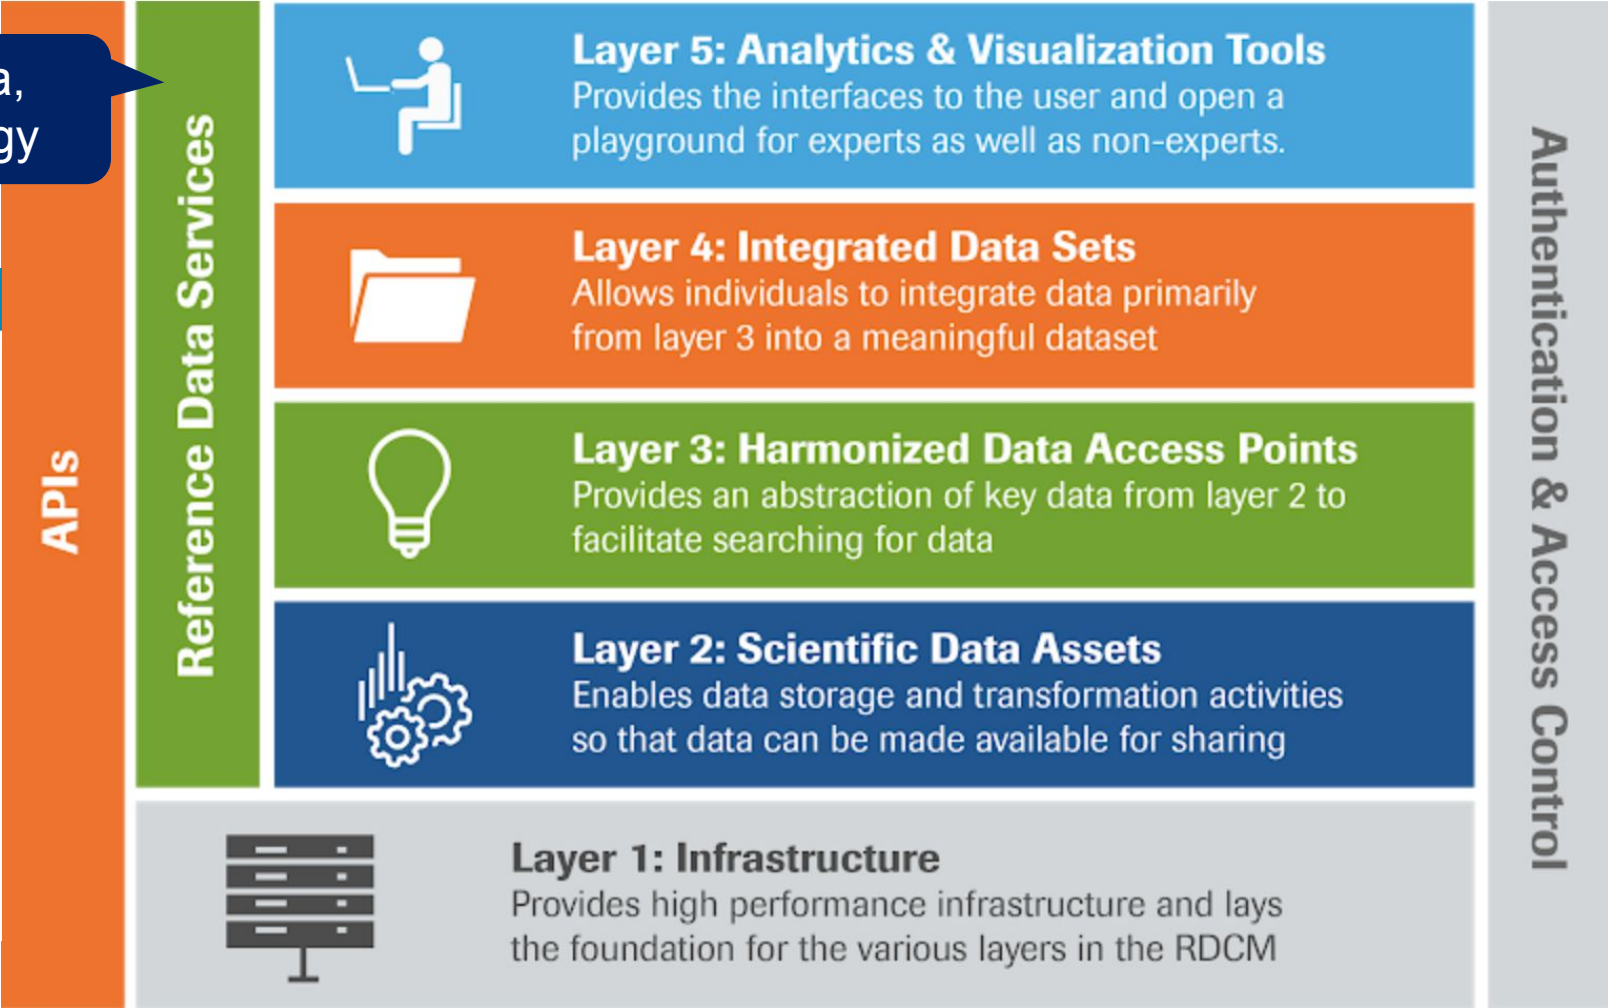 APIs
Reference Data Services
Layer 5: Analytics & Visualization Tools
Provides the interfaces to the user and open a
playground for experts as well as non-experts.
Layer 4: Integrated Data Sets
Allows individuals to integrate data primarily
from layer 3 into a meaningful dataset
Layer 3: Harmonized Data Access Points
Provides an abstraction of key data from layer 2 to
facilitate searching for data
Layer 2: Scientific Data Assets
Enables data storage and transformation activities
so that data can be made available for sharing
Layer 1: Infrastructure
Provides high performance infrastructure and lays
the foundation for the various layers in the RDCM
Authentication & Access Control